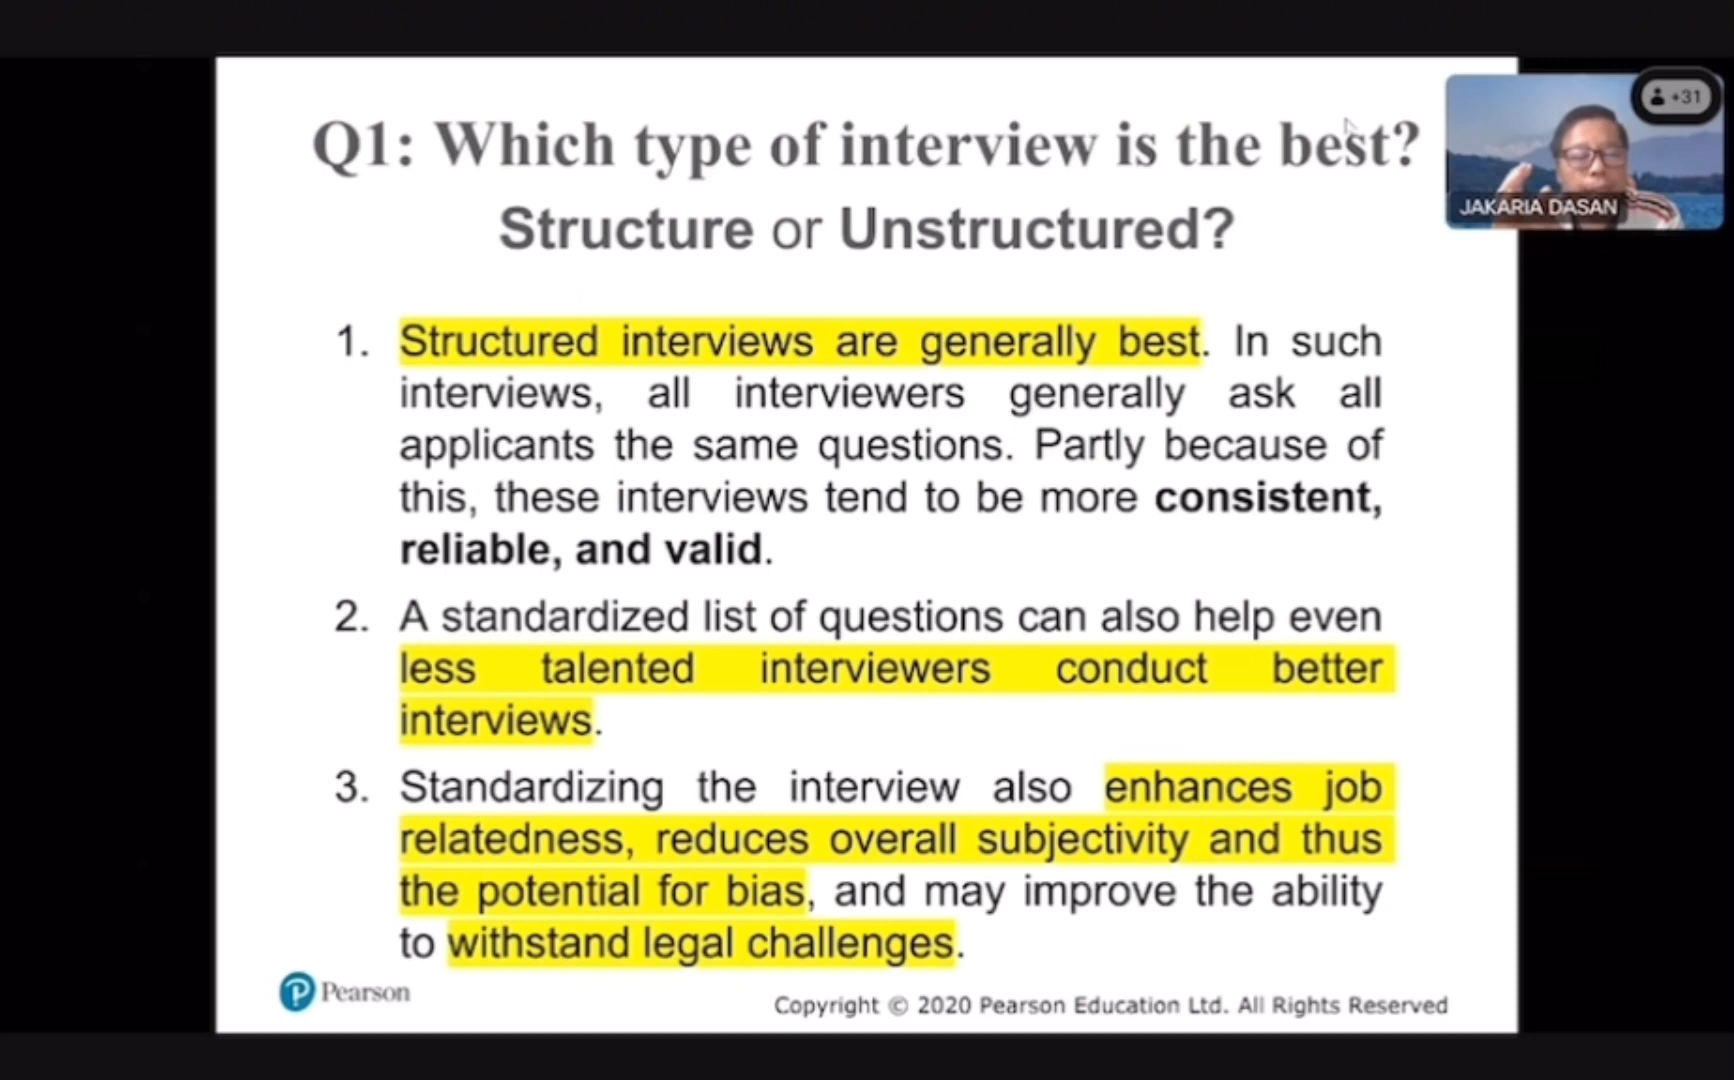 Q1: Which type of interview is the best?
Structure or Unstructured?
+31
JAKARIA DASAN
1. Structured interviews are generally best. In such
interviews, all interviewers generally ask all
applicants the same questions. Partly because of
this, these interviews tend to be more consistent,
reliable, and valid.
2. A standardized list of questions can also help even
less talented interviewers conduct better
interviews.
3. Standardizing the interview also enhances job
relatedness, reduces overall subjectivity and thus
the potential for bias, and may improve the ability
to withstand legal challenges.
P Pearson
Copyright © 2020 Pearson Education Ltd. All Rights Reserved